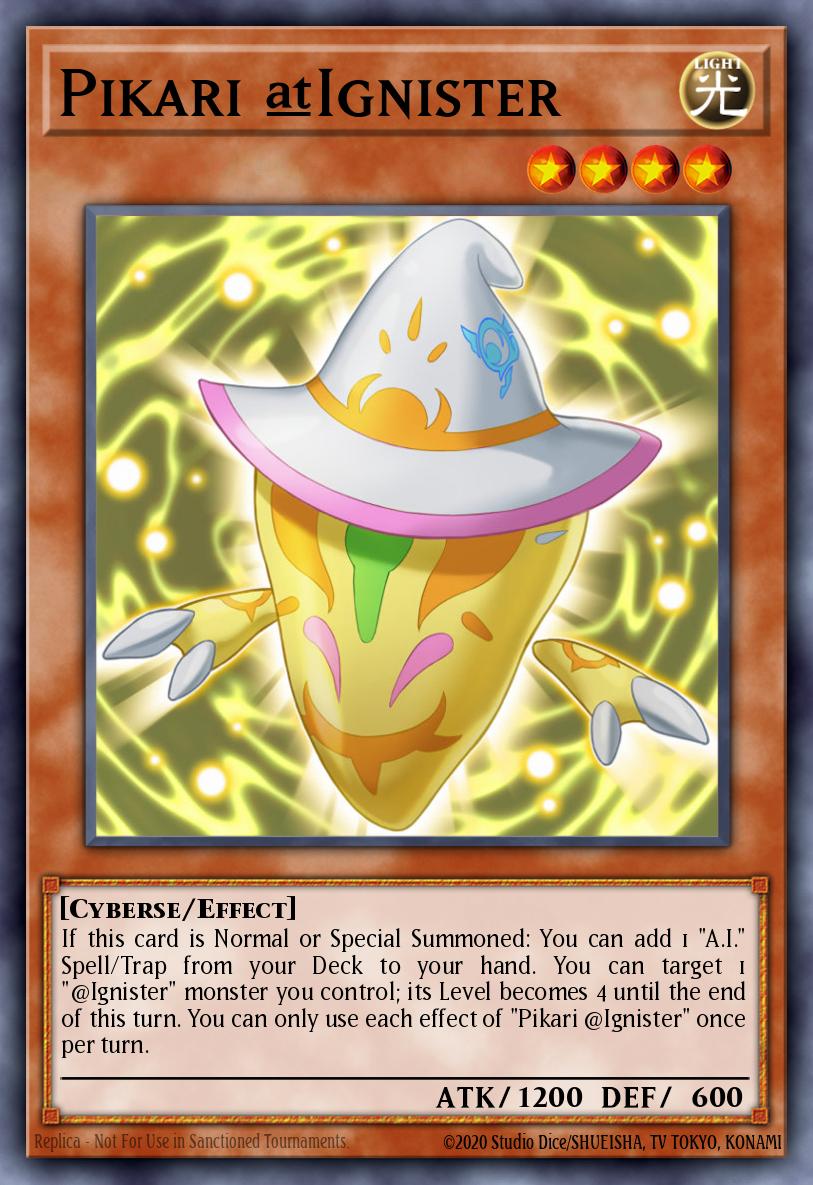 Pikari atIgnister
LIGHT
光
[Cyberse/Effect]
If this card is Normal or Special Summoned: You can add 1 "A.I."
Spell/Trap from your Deck to your hand. You can target 1
"@Ignister" monster you control; its Level becomes 4 until the end
of this turn. You can only use each effect of "Pikari @Ignister" once
per turn.
ATK/ 1200 DEF/ 600
Replica - Not For Use in Sanctioned Tournaments.
©2020 Studio Dice/SHUEISHA, TV TOKYO, KONAMI